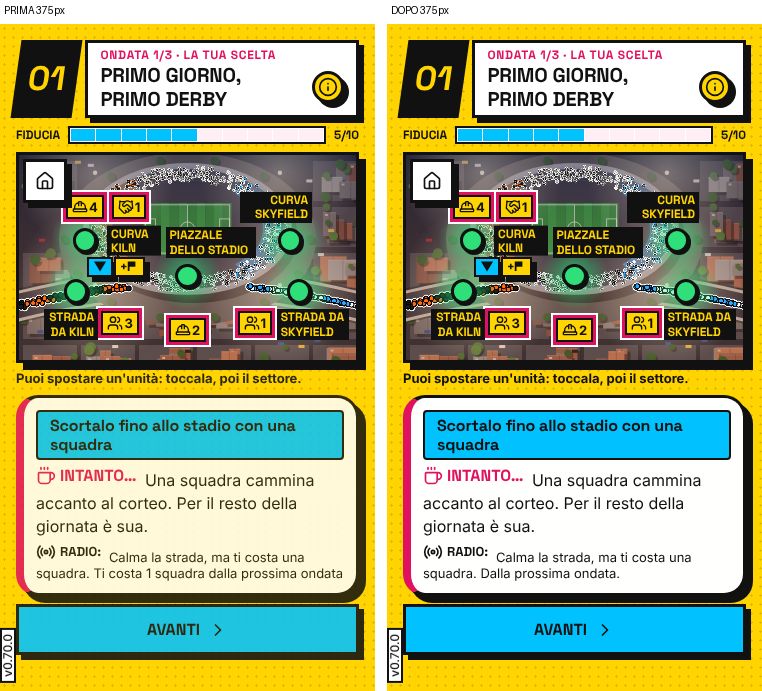 PRIMA 375px
01
ONDATA 1/3 · LA TUA SCELTA
PRIMO GIORNO,
PRIMO DERBY
FIDUCIA
5/10
4
1
CURVA
SKYFIELD
CURVA
KILN
PIAZZALE
DELLO STADIO
+
STRADA
DA KILN
3
2
1
STRADA DA
SKYFIELD
Puoi spostare un'unità: toccala, poi il settore.
Scortalo fino allo stadio con una
squadra
INTANTO... Una squadra cammina
accanto al corteo. Per il resto della
giornata è sua.
RADIO: Calma la strada, ma ti costa una
squadra. Ti costa 1 squadra dalla prossima ondata
AVANTI
v0.70.0
DOPO 375px
01
ONDATA 1/3 · LA TUA SCELTA
PRIMO GIORNO,
PRIMO DERBY
FIDUCIA
5/10
4
1
CURVA
SKYFIELD
CURVA
KILN
PIAZZALE
DELLO STADIO
+
STRADA
DA KILN
3
2
1
STRADA DA
SKYFIELD
Puoi spostare un'unità: toccala, poi il settore.
Scortalo fino allo stadio con una
squadra
INTANTO... Una squadra cammina
accanto al corteo. Per il resto della
giornata è sua.
RADIO: Calma la strada, ma ti costa una
squadra. Dalla prossima ondata.
AVANTI
v0.70.0